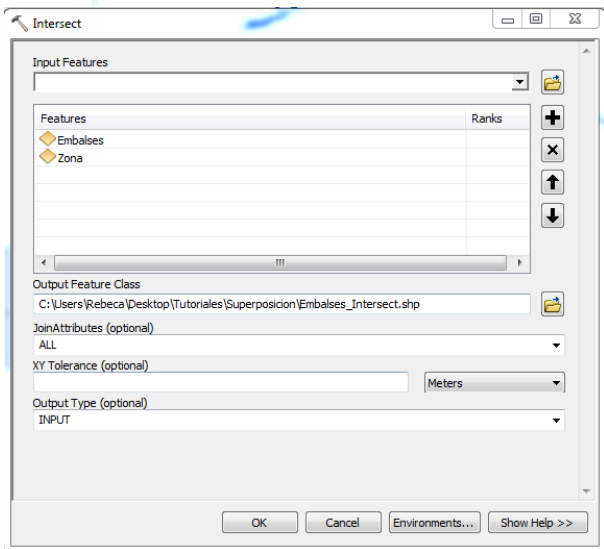 Intersect
Input Features
Features Ranks
Embalses
Zona
Output Feature Class
C:\Users\Rebeca\Desktop\Tutoriales\Superposicion\Embalses_Intersect.shp
JoinAttributes (optional)
ALL
XY Tolerance (optional)
Meters
Output Type (optional)
INPUT
OK Cancel Environments... Show Help >>